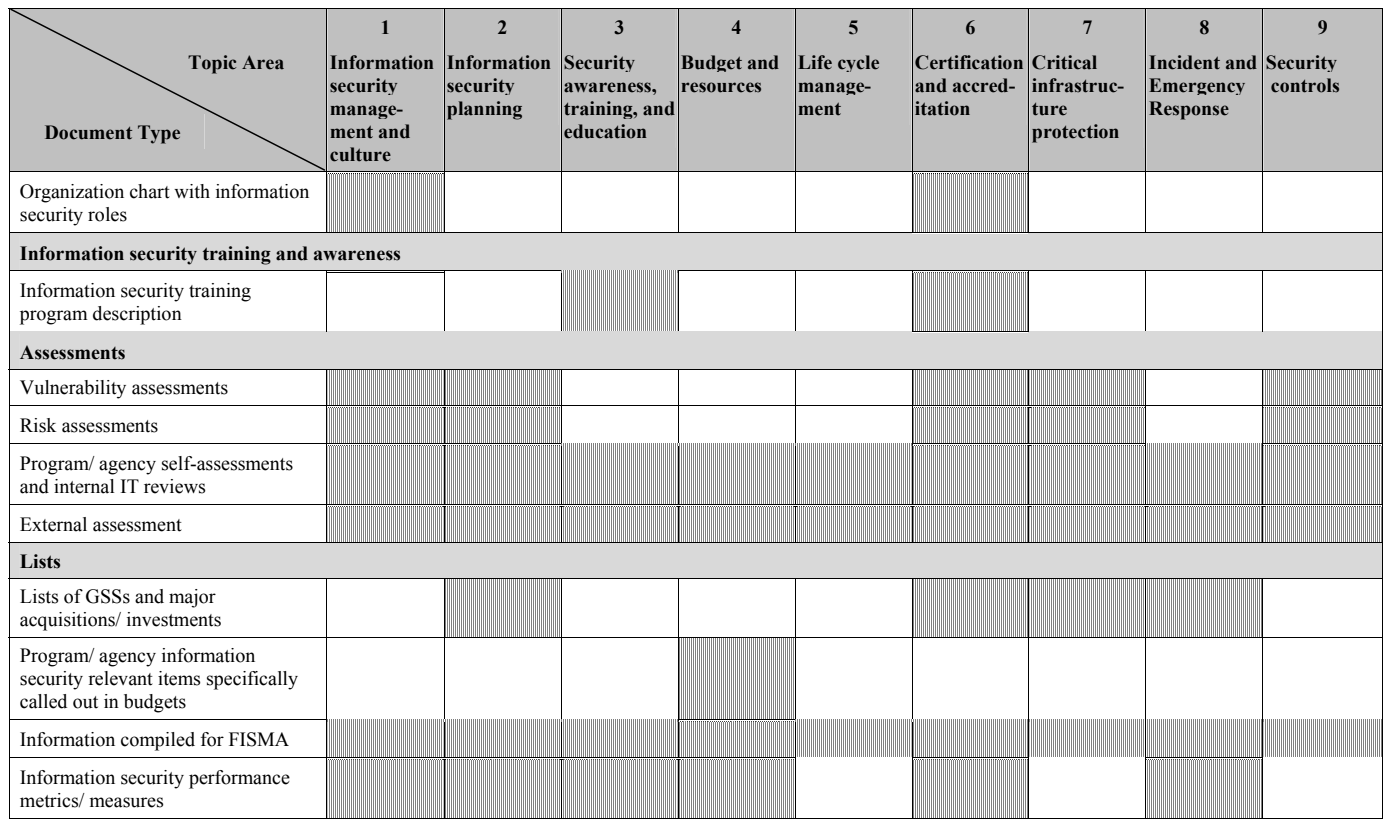 1
2
3
4
5
6
7
8
9
Topic Area
Document Type
Information
security
manage-
ment and
culture
Information
security
planning
Security
awareness,
training, and
education
Budget and
resources
Life cycle
manage-
ment
Certification
and accred-
itation
Critical
infrastruc-
ture
protection
Incident and
Emergency
Response
Security
controls
Organization chart with information
security roles
Information security training and awareness
Information security training
program description
Assessments
Vulnerability assessments
Risk assessments
Program/ agency self-assessments
and internal IT reviews
External assessment
Lists
Lists of GSSs and major
acquisitions/ investments
Program/ agency information
security relevant items specifically
called out in budgets
Information compiled for FISMA
Information security performance
metrics/ measures